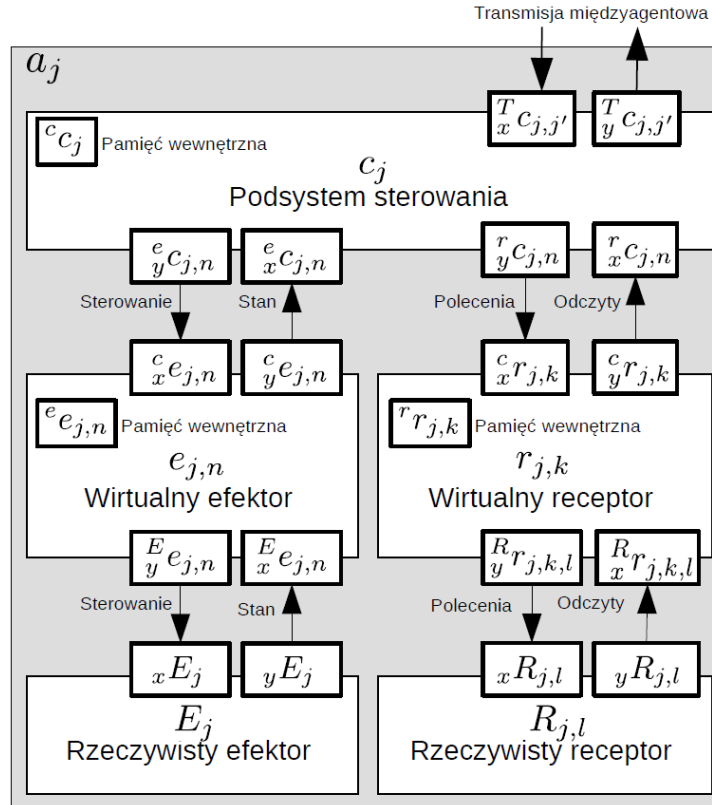 Transmisja międzyagentowa
a_j
^T_x c_{j,j'} ^T_y c_{j,j'}
^c c_j Pamięć wewnętrzna
c_j
Podsystem sterowania
^e_y c_{j,n} ^e_x c_{j,n} ^r_y c_{j,n} ^r_x c_{j,n}
Sterowanie Stan Polecenia Odczyty
^c_x e_{j,n} ^c_y e_{j,n} ^c_x r_{j,k} ^c_y r_{j,k}
^e e_{j,n} Pamięć wewnętrzna ^r r_{j,k} Pamięć wewnętrzna
e_{j,n} r_{j,k}
Wirtualny efektor Wirtualny receptor
^E_y e_{j,n} ^E_x e_{j,n} ^R_y r_{j,k,l} ^R_x r_{j,k,l}
Sterowanie Stan Polecenia Odczyty
_x E_j _y E_j _x R_{j,l} _y R_{j,l}
E_j R_{j,l}
Rzeczywisty efektor Rzeczywisty receptor